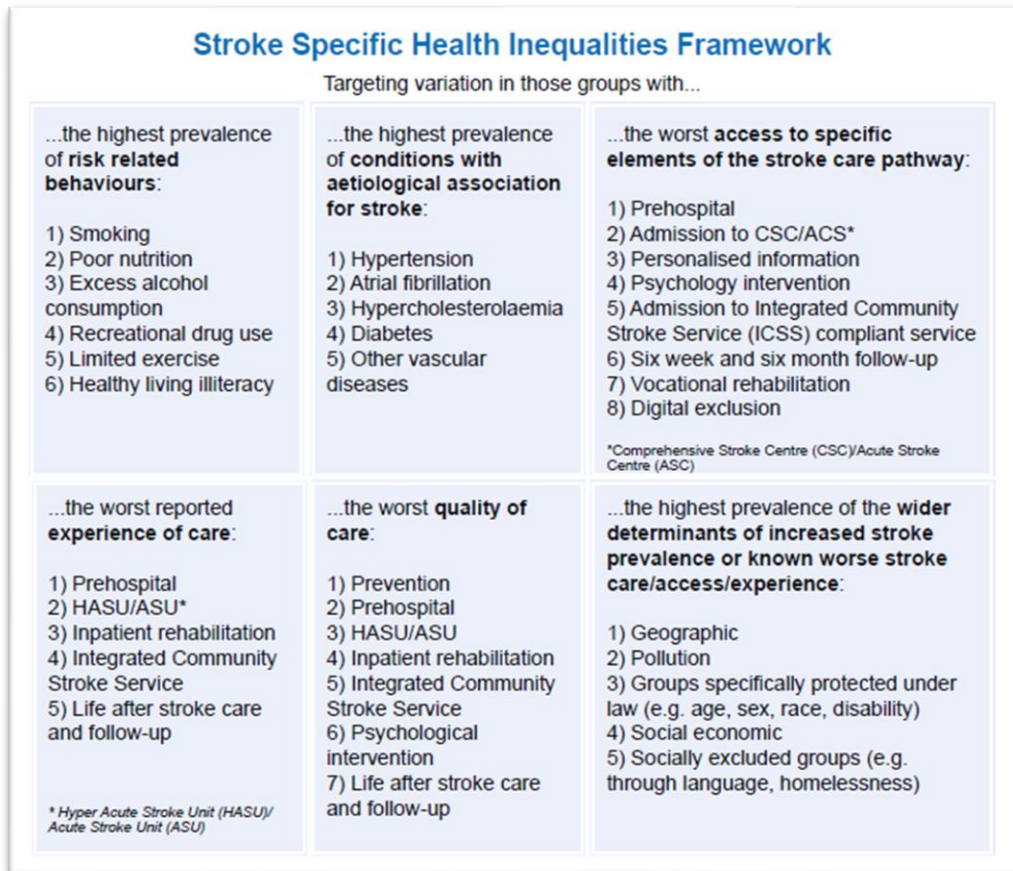 Stroke Specific Health Inequalities Framework
Targeting variation in those groups with...
...the highest prevalence
of risk related
behaviours:
1) Smoking
2) Poor nutrition
3) Excess alcohol
consumption
4) Recreational drug use
5) Limited exercise
6) Healthy living illiteracy
...the highest prevalence
of conditions with
aetiological association
for stroke:
1) Hypertension
2) Atrial fibrillation
3) Hypercholesterolaemia
4) Diabetes
5) Other vascular
diseases
...the worst access to specific
elements of the stroke care pathway:
1) Prehospital
2) Admission to CSC/ACS*
3) Personalised information
4) Psychology intervention
5) Admission to Integrated Community
Stroke Service (ICSS) compliant service
6) Six week and six month follow-up
7) Vocational rehabilitation
8) Digital exclusion
*Comprehensive Stroke Centre (CSC)/Acute Stroke
Centre (ASC)
...the worst reported
experience of care:
1) Prehospital
2) HASU/ASU*
3) Inpatient rehabilitation
4) Integrated Community
Stroke Service
5) Life after stroke care
and follow-up
* Hyper Acute Stroke Unit (HASU)/
Acute Stroke Unit (ASU)
...the worst quality of
care:
1) Prevention
2) Prehospital
3) HASU/ASU
4) Inpatient rehabilitation
5) Integrated Community
Stroke Service
6) Psychological
intervention
7) Life after stroke care
and follow-up
...the highest prevalence of the wider
determinants of increased stroke
prevalence or known worse stroke
care/access/experience:
1) Geographic
2) Pollution
3) Groups specifically protected under
law (e.g. age, sex, race, disability)
4) Social economic
5) Socially excluded groups (e.g.
through language, homelessness)